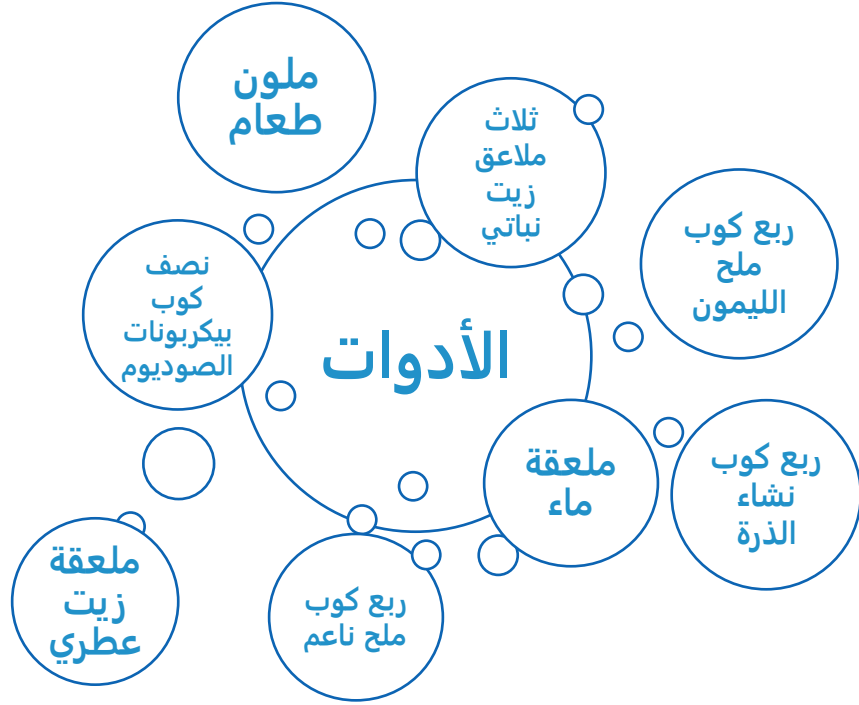 ملون
طعام
ثلاث
ملاعق
زيت
نباتي
ربع كوب
ملح
الليمون
نصف
كوب
بيكربونات
الصوديوم
الأدوات
ملعقة
ماء
ربع كوب
نشاء
الذرة
ملعقة
زيت
عطري
ربع كوب
ملح ناعم